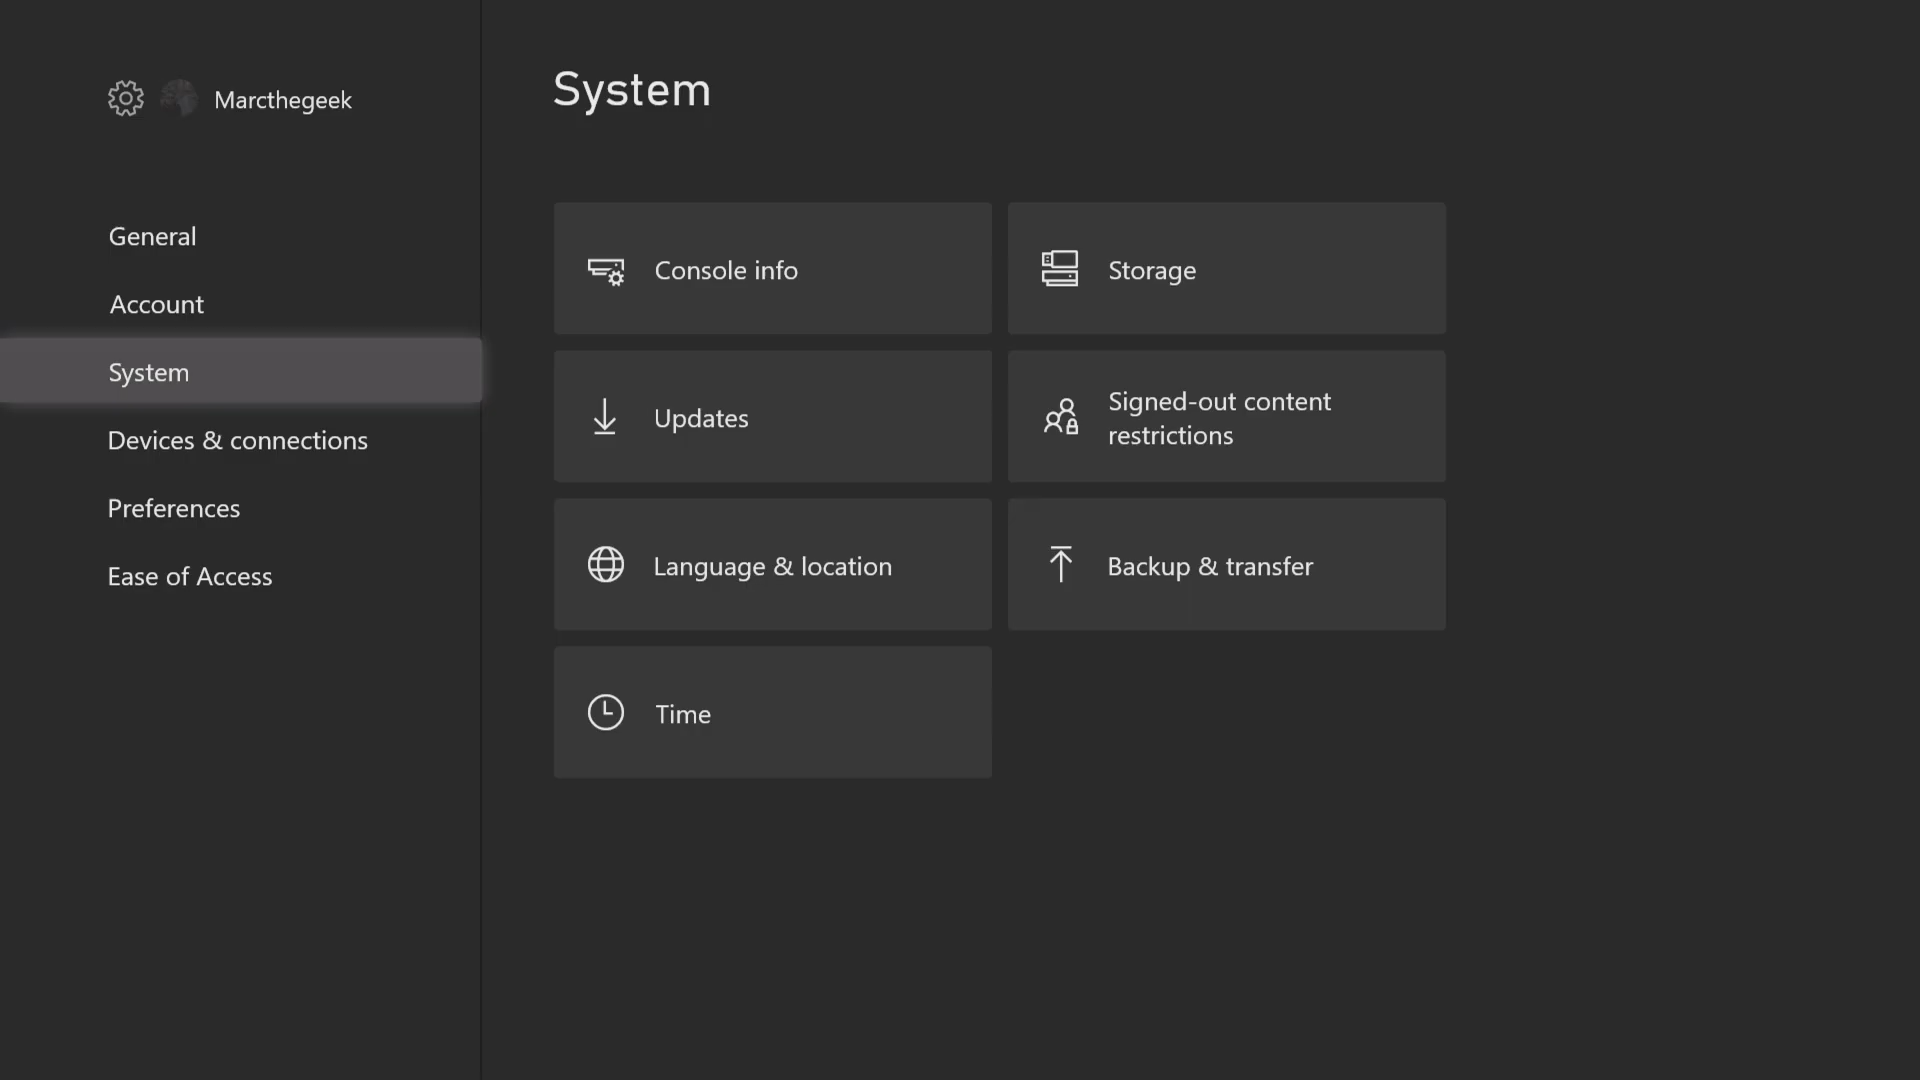 Marcthegeek
General
Account
System
Devices & connections
Preferences
Ease of Access
System
Console info
Storage
Updates
Signed-out content
restrictions
Language & location
Backup & transfer
Time